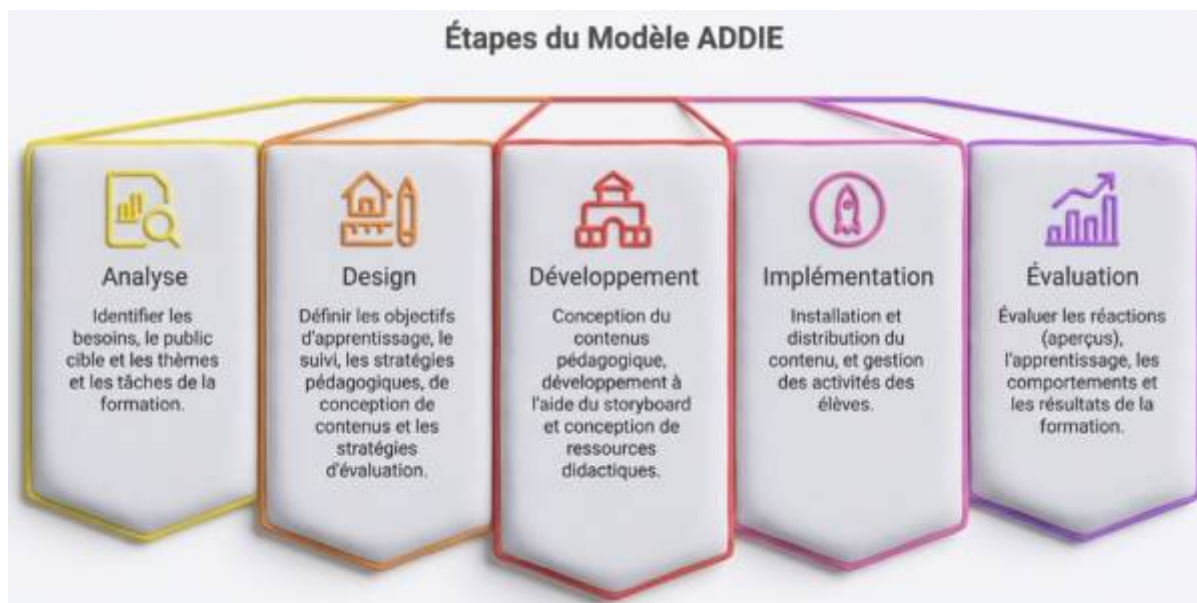 Étapes du Modèle ADDIE
Analyse
Identifier les
besoins, le public
cible et les thèmes
et les tâches de la
formation.
Design
Définir les objectifs
d'apprentissage, le
suivi, les stratégies
pédagogiques, de
conception de
contenus et les
stratégies
d'évaluation.
Développement
Conception du
contenus
pédagogique,
développement à
l'aide du storyboard
et conception de
ressources
didactiques.
Implémentation
Installation et
distribution du
contenu, et gestion
des activités des
élèves.
Évaluation
Évaluer les réactions
(aperçus),
l'apprentissage, les
comportements et
les résultats de la
formation.